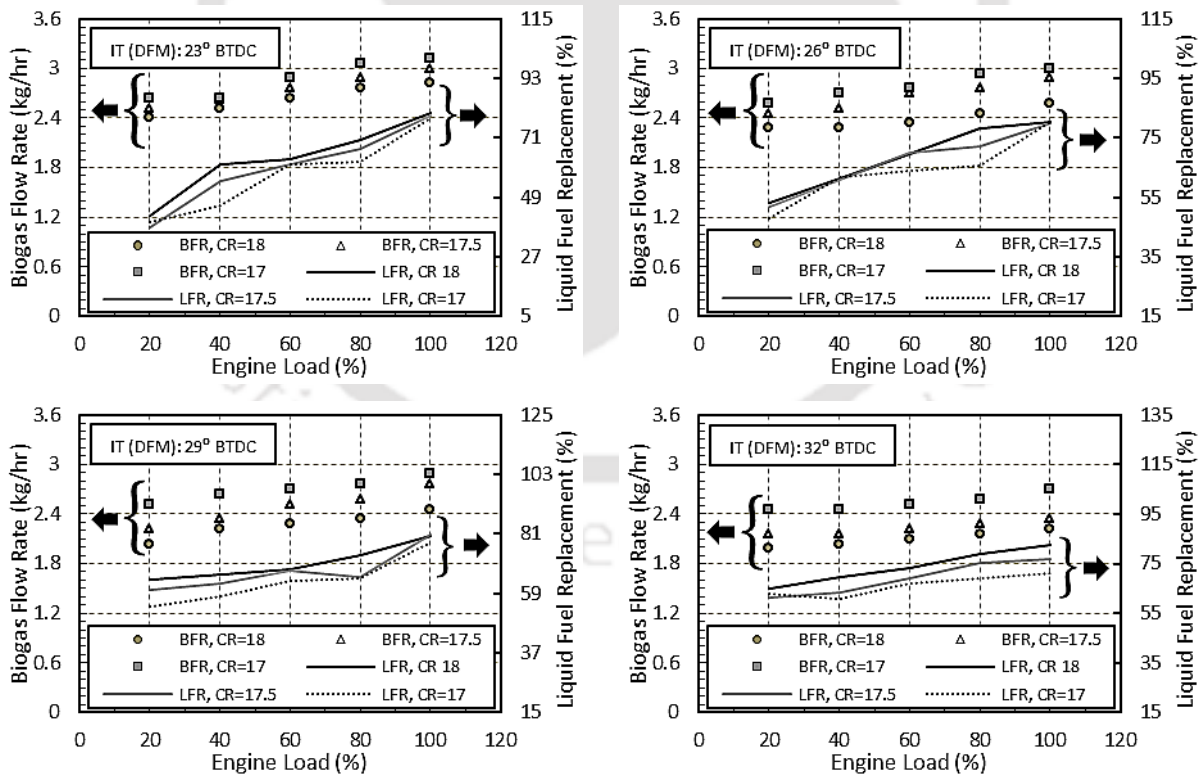 IT (DFM): 23° BTDC
Biogas Flow Rate (kg/hr)
3.6
3
2.4
1.8
1.2
0.6
0
Liquid Fuel Replacement (%)
115
93
71
49
27
5
BFR, CR=18
BFR, CR=17.5
BFR, CR=17
LFR, CR 18
LFR, CR=17.5
LFR, CR=17
0 20 40 60 80 100 120
Engine Load (%)
IT (DFM): 26° BTDC
Biogas Flow Rate (kg/hr)
3.6
3
2.4
1.8
1.2
0.6
0
Liquid Fuel Replacement (%)
115
95
75
55
35
15
BFR, CR=18
BFR, CR=17.5
BFR, CR=17
LFR, CR 18
LFR, CR=17.5
LFR, CR=17
0 20 40 60 80 100 120
Engine Load (%)
IT (DFM): 29° BTDC
Biogas Flow Rate (kg/hr)
3.6
3
2.4
1.8
1.2
0.6
0
Liquid Fuel Replacement (%)
125
103
81
59
37
15
BFR, CR=18
BFR, CR=17.5
BFR, CR=17
LFR, CR 18
LFR, CR=17.5
LFR, CR=17
0 20 40 60 80 100 120
Engine Load (%)
IT (DFM): 32° BTDC
Biogas Flow Rate (kg/hr)
3.6
3
2.4
1.8
1.2
0.6
0
Liquid Fuel Replacement (%)
135
115
95
75
55
35
15
BFR, CR=18
BFR, CR=17.5
BFR, CR=17
LFR, CR 18
LFR, CR=17.5
LFR, CR=17
0 20 40 60 80 100 120
Engine Load (%)